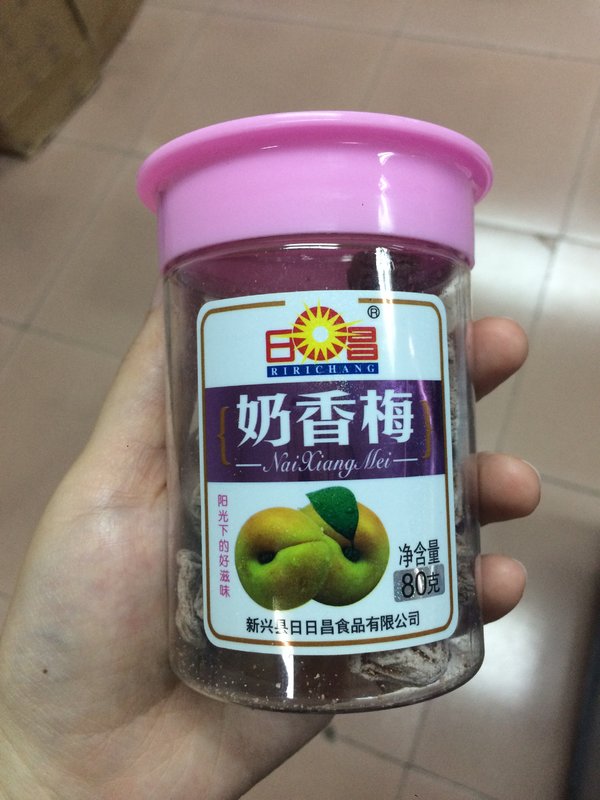 日日昌
®
RIRICHANG
奶香梅
NaiXiangMei
阳光下的好滋味
净含量
80克
新兴县日日昌食品有限公司